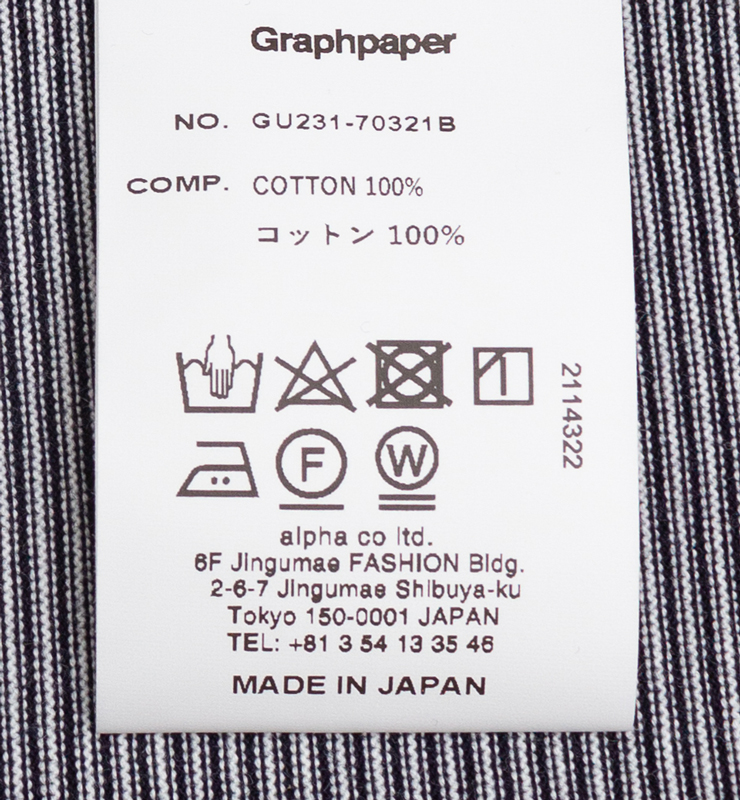 Graphpaper
NO. GU231-70321B
COMP. COTTON 100%
コットン 100%
2114322
F
W
alpha co ltd.
6F Jingumae FASHION Bldg.
2-6-7 Jingumae Shibuya-ku
Tokyo 150-0001 JAPAN
TEL: +81 3 54 13 35 46
MADE IN JAPAN